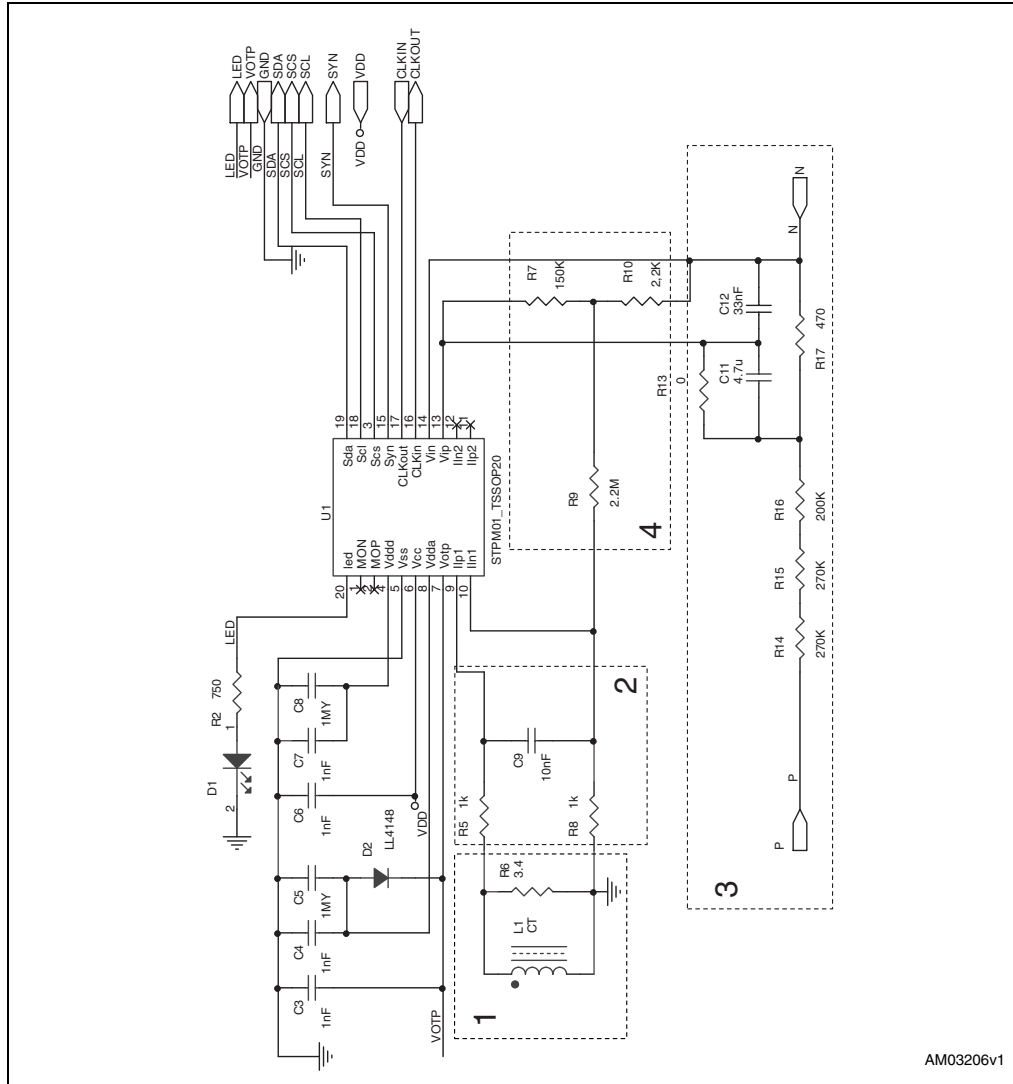 LED
VOTP
GND
SDA
SCS
SCL
SYN
VDD
CLKIN
CLKOUT
LED
VOTP
GND
SDA
SCS
SCL
SYN
VDD
N
N
R7
150K
R10
2,2K
C12
33nF
470
R17
R13
0
C11
4.7u
19
18
3
15
17
16
14
13
12
11
Sda
Scl
Scs
Syn
CLKout
CLKin
Vin
Vip
IIn2
IIp2
U1
STPM01_TSSOP20
led
MON
MOP
Vddd
Vss
Vcc
Vdda
Votp
IIp1
IIn1
20
1
2
4
5
6
8
7
9
10
R9
2.2M
4
R16
200K
R15
270K
R14
270K
LED
R2
750
1
D1
2
C8
1MY
C7
1nF
C6
1nF
VDD
D2
LL4148
C5
1MY
C4
1nF
C3
1nF
VOTP
2
C9
10nF
R5
1k
R8
1k
R6
3.4
L1
CT
1
3
P
P
AM03206v1